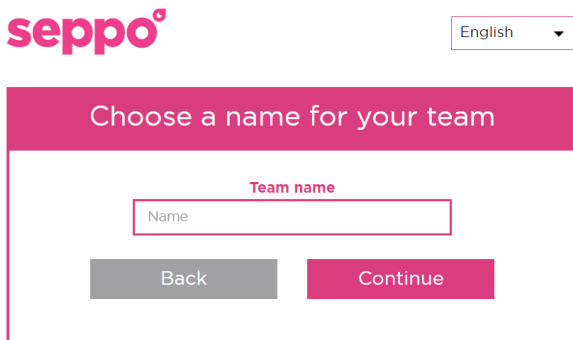 seppo
English
Choose a name for your team
Team name
Name
Back
Continue